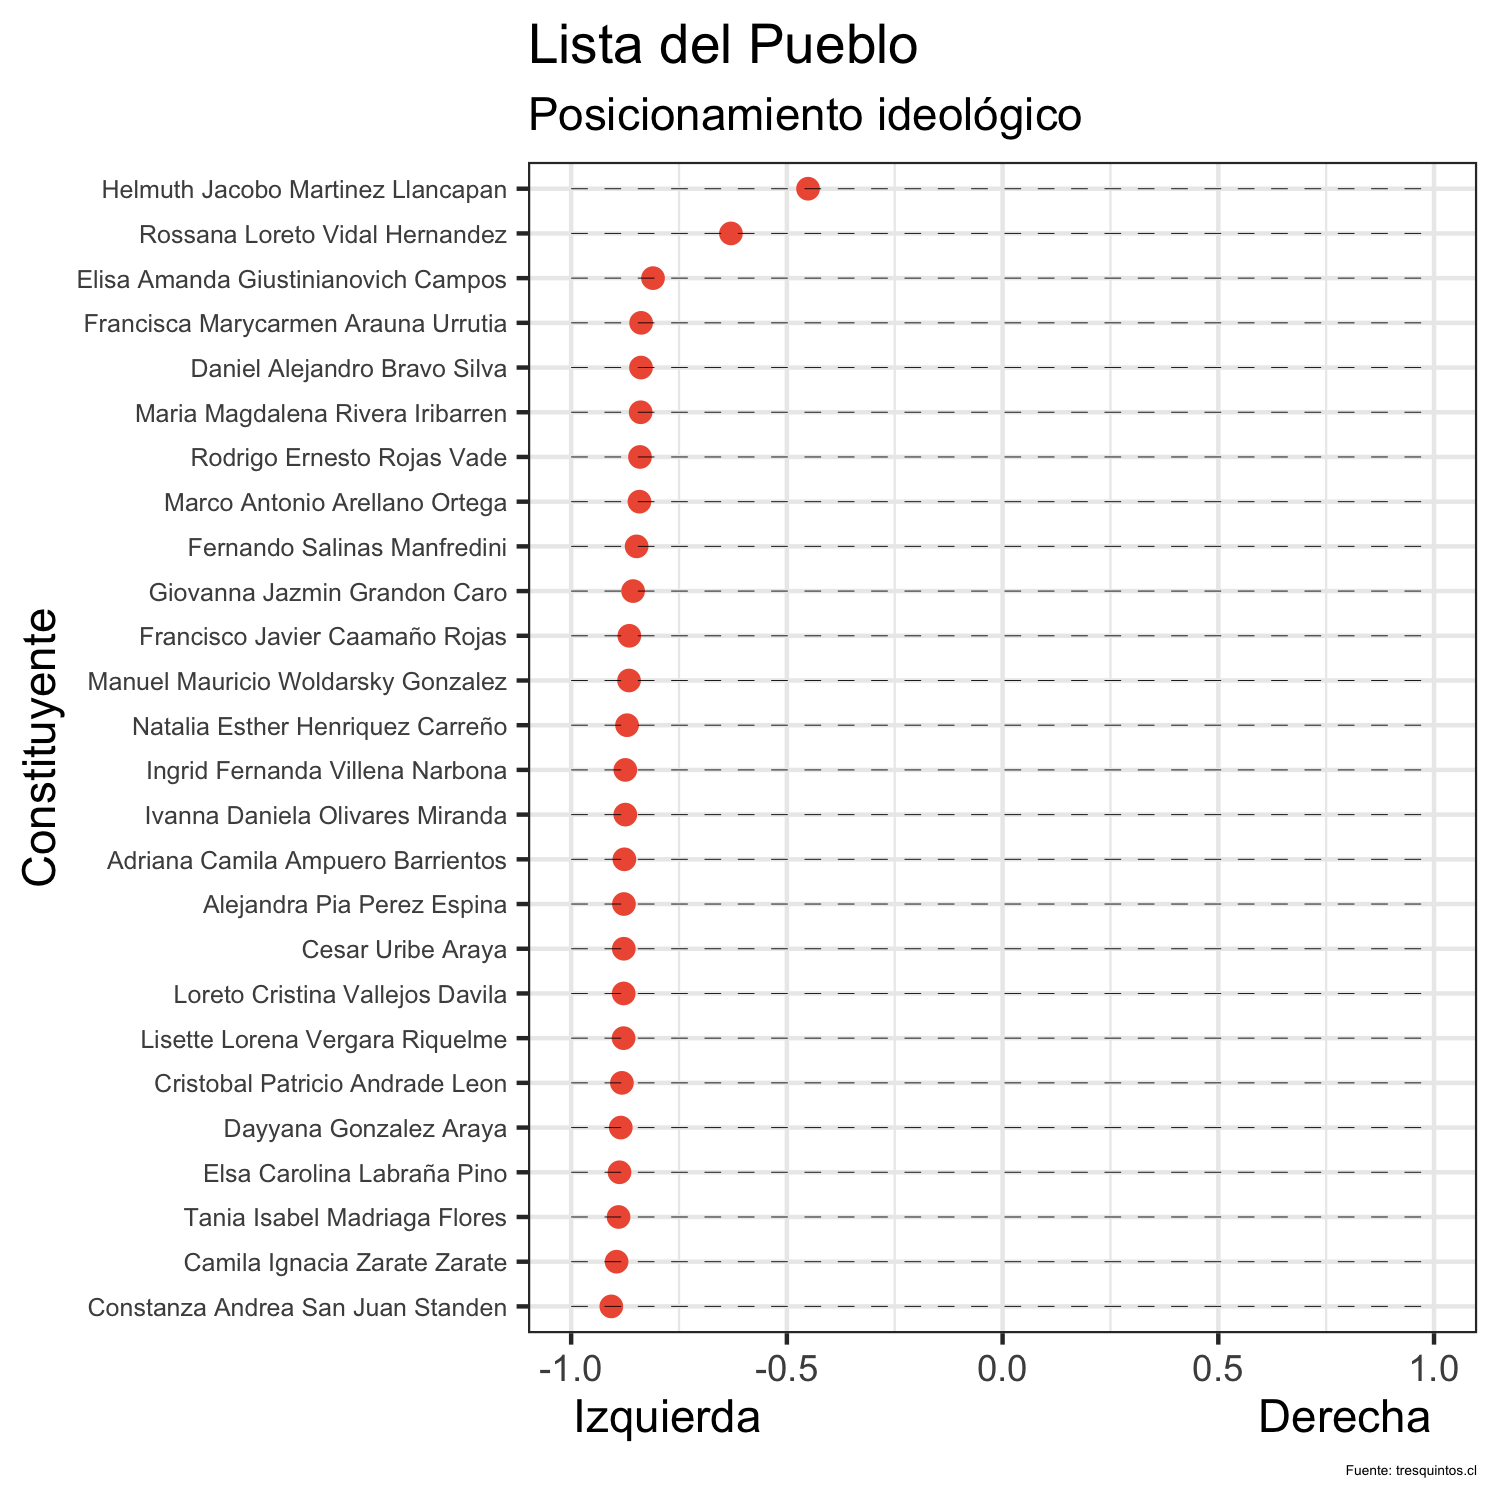 Lista del Pueblo
Posicionamiento ideológico
Constituyente
Helmuth Jacobo Martinez Llancapan
Rossana Loreto Vidal Hernandez
Elisa Amanda Giustinianovich Campos
Francisca Marycarmen Arauna Urrutia
Daniel Alejandro Bravo Silva
Maria Magdalena Rivera Iribarren
Rodrigo Ernesto Rojas Vade
Marco Antonio Arellano Ortega
Fernando Salinas Manfredini
Giovanna Jazmin Grandon Caro
Francisco Javier Caamaño Rojas
Manuel Mauricio Woldarsky Gonzalez
Natalia Esther Henriquez Carreño
Ingrid Fernanda Villena Narbona
Ivanna Daniela Olivares Miranda
Adriana Camila Ampuero Barrientos
Alejandra Pia Perez Espina
Cesar Uribe Araya
Loreto Cristina Vallejos Davila
Lisette Lorena Vergara Riquelme
Cristobal Patricio Andrade Leon
Dayyana Gonzalez Araya
Elsa Carolina Labraña Pino
Tania Isabel Madriaga Flores
Camila Ignacia Zarate Zarate
Constanza Andrea San Juan Standen
-1.0 -0.5 0.0 0.5 1.0
Izquierda Derecha
Fuente: tresquintos.cl